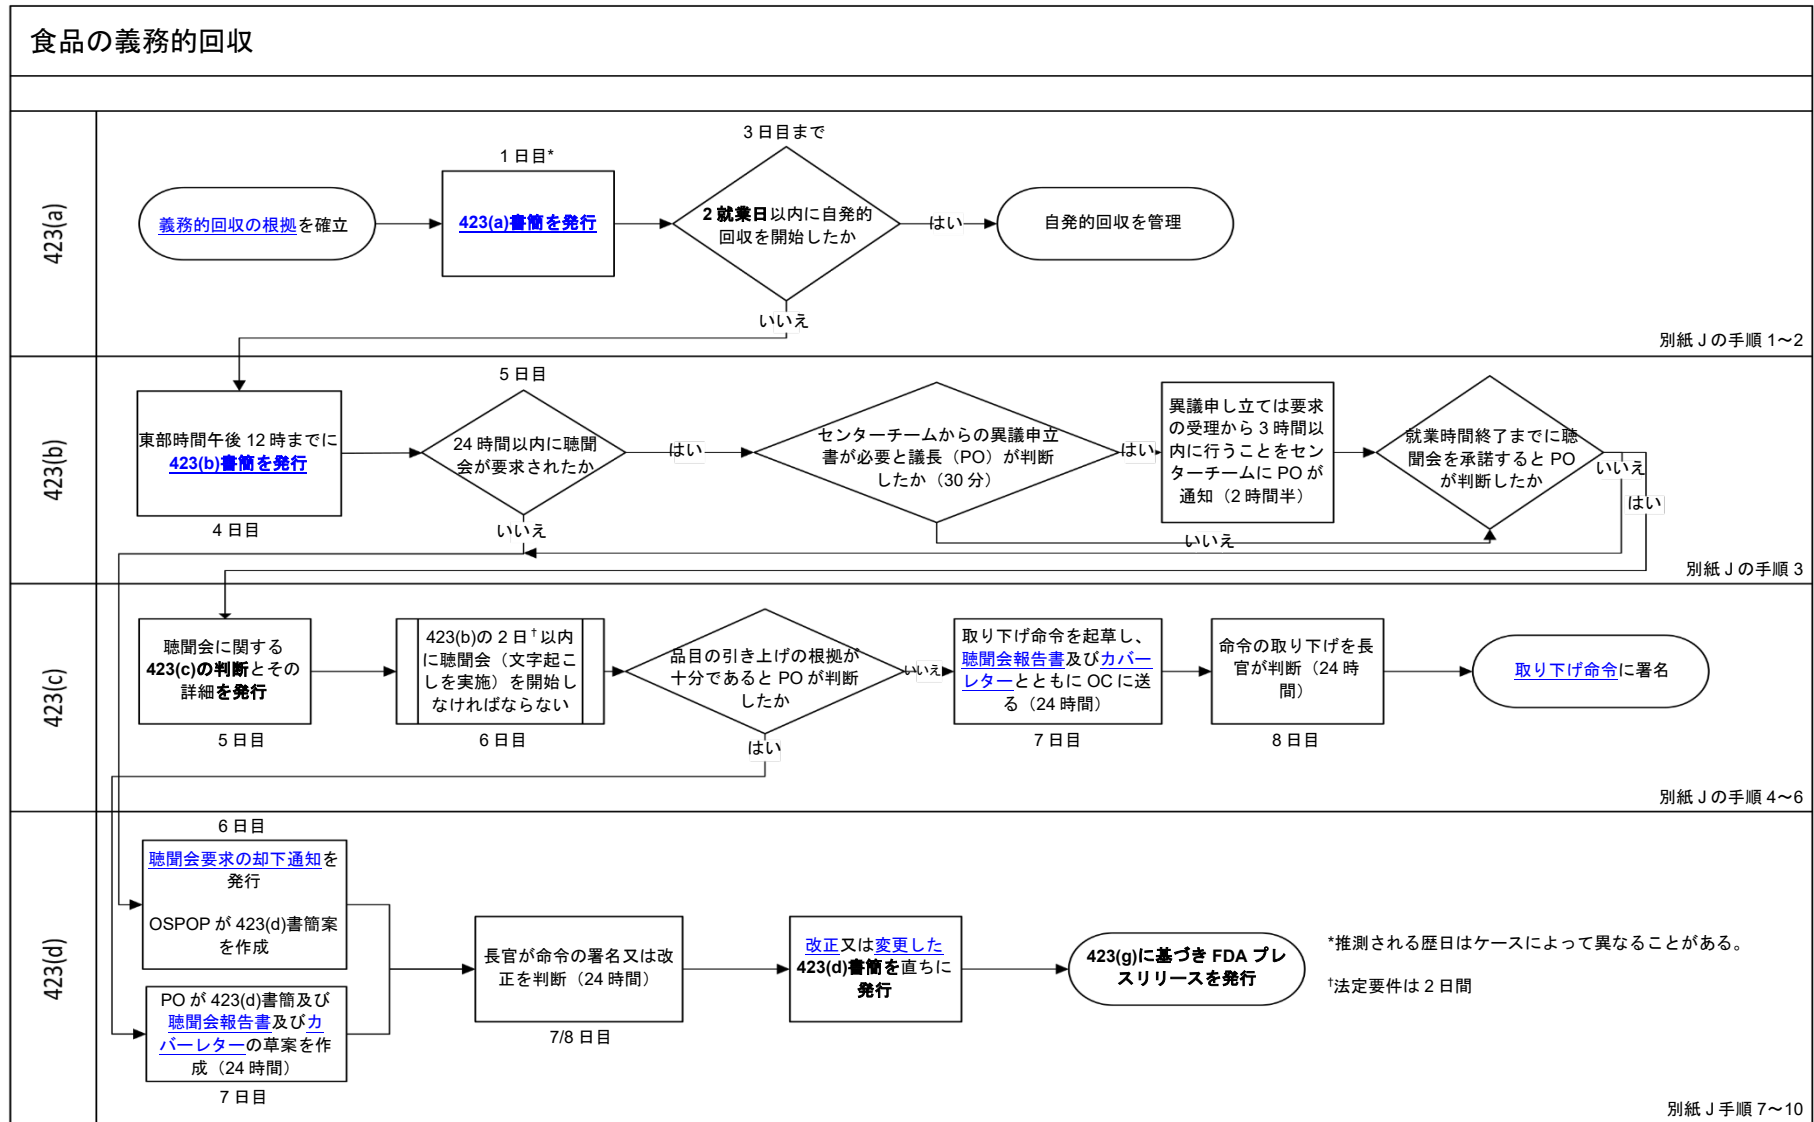 食品の義務的回収
423(a)
義務的回収の根拠を確立
1 日目*
423(a)書簡を発行
3 日目まで
2 就業日以内に自発的
回収を開始したか
はい
自発的回収を管理
いいえ
別紙 J の手順 1～2
423(b)
東部時間午後 12 時までに
423(b)書簡を発行
4 日目
5 日目
24 時間以内に聴聞
会が要求されたか
はい
いいえ
センターチームからの異議申立
書が必要と議長（PO）が判断
したか（30 分）
はい
いいえ
異議申し立ては要求
の受理から 3 時間以
内に行うことをセン
ターチームに PO が
通知（2 時間半）
就業時間終了までに聴
聞会を承諾すると PO
が判断したか
いいえ
はい
別紙 J の手順 3
423(c)
聴聞会に関する
423(c)の判断とその
詳細を発行
5 日目
423(b)の 2 日†以内
に聴聞会（文字起こ
しを実施）を開始し
なければならない
6 日目
品目の引き上げの根拠が
十分であると PO が判断
したか
いいえ
はい
取り下げ命令を起草し、
聴聞会報告書及びカバー
レターとともに OC に送
る（24 時間）
7 日目
命令の取り下げを長
官が判断（24 時
間）
8 日目
取り下げ命令に署名
別紙 J の手順 4～6
423(d)
6 日目
聴聞会要求の却下通知を
発行
OSPOP が 423(d)書簡案
を作成
PO が 423(d)書簡及び
聴聞会報告書及びカ
バーレターの草案を作
成（24 時間）
7 日目
長官が命令の署名又は改
正を判断（24 時間）
7/8 日目
改正又は変更した
423(d)書簡を直ちに
発行
423(g)に基づき FDA プレ
スリリースを発行
*推測される歴日はケースによって異なることがある。
†法定要件は 2 日間
別紙 J 手順 7～10